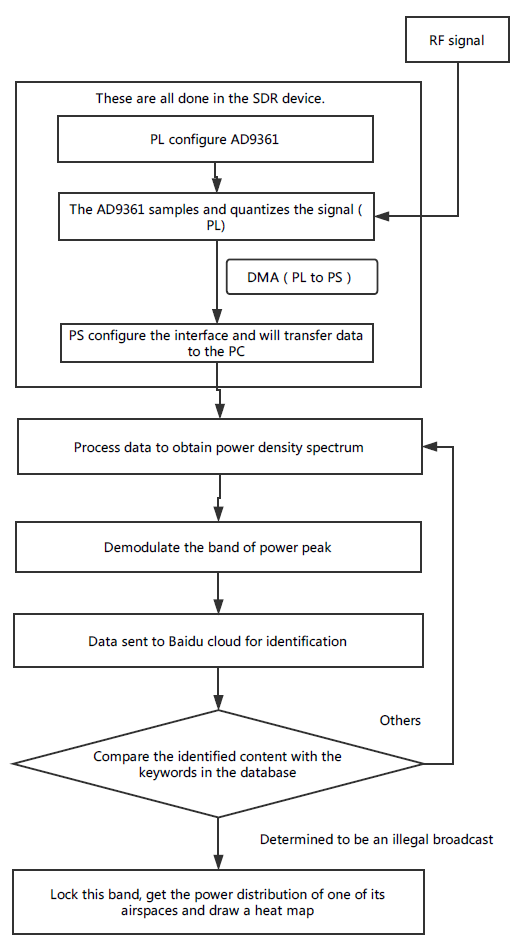 RF signal
These are all done in the SDR device.
PL configure AD9361
The AD9361 samples and quantizes the signal (
PL)
DMA ( PL to PS )
PS configure the interface and will transfer data
to the PC
Process data to obtain power density spectrum
Demodulate the band of power peak
Data sent to Baidu cloud for identification
Others
Compare the identified content with the
keywords in the database
Determined to be an illegal broadcast
Lock this band, get the power distribution of one of its
airspaces and draw a heat map